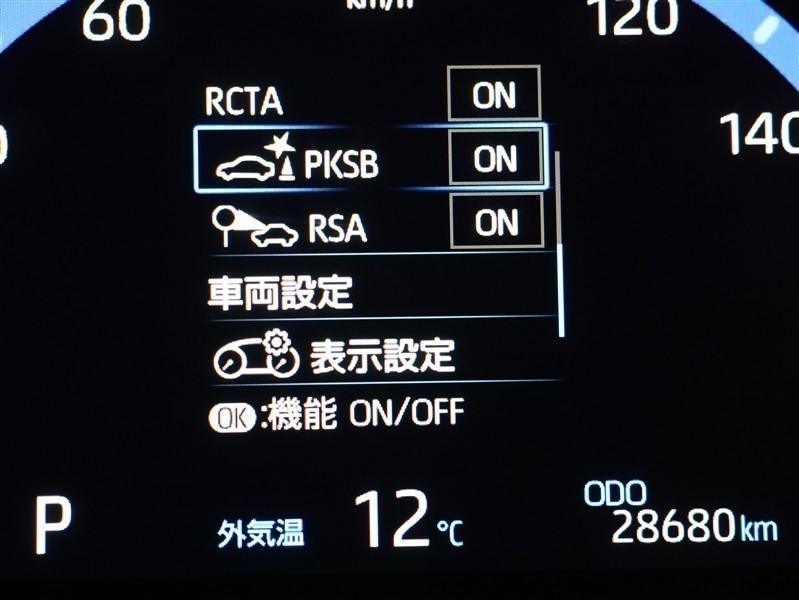 60 km/h 120
140
RCTA ON
PKSB ON
RSA ON
車両設定
表示設定
OK:機能 ON/OFF
P 外気温 12℃ ODO 28680km